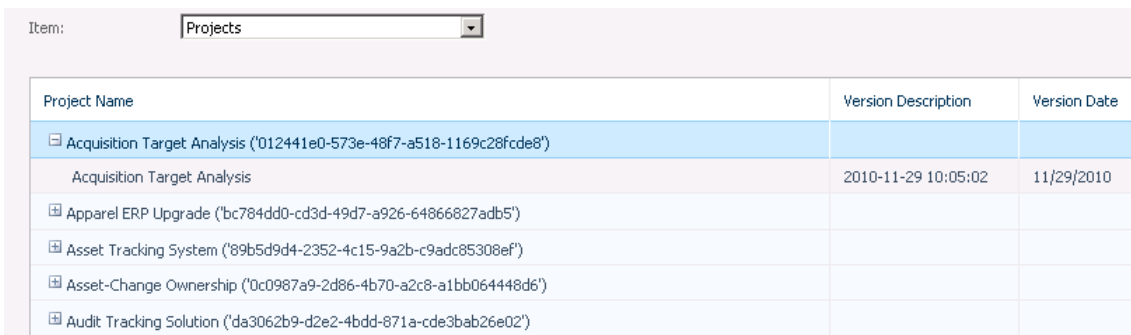 Item: Projects
Project Name Version Description Version Date
Acquisition Target Analysis ('012441e0-573e-48f7-a518-1169c28fcde8')
Acquisition Target Analysis 2010-11-29 10:05:02 11/29/2010
Apparel ERP Upgrade ('bc784dd0-cd3d-49d7-a926-64866827adb5')
Asset Tracking System ('89b5d9d4-2352-4c15-9a2b-c9adc85308ef')
Asset-Change Ownership ('0c0987a9-2d86-4b70-a2c8-a1bb064448d6')
Audit Tracking Solution ('da3062b9-d2e2-4bdd-871a-cde3bab26e02')